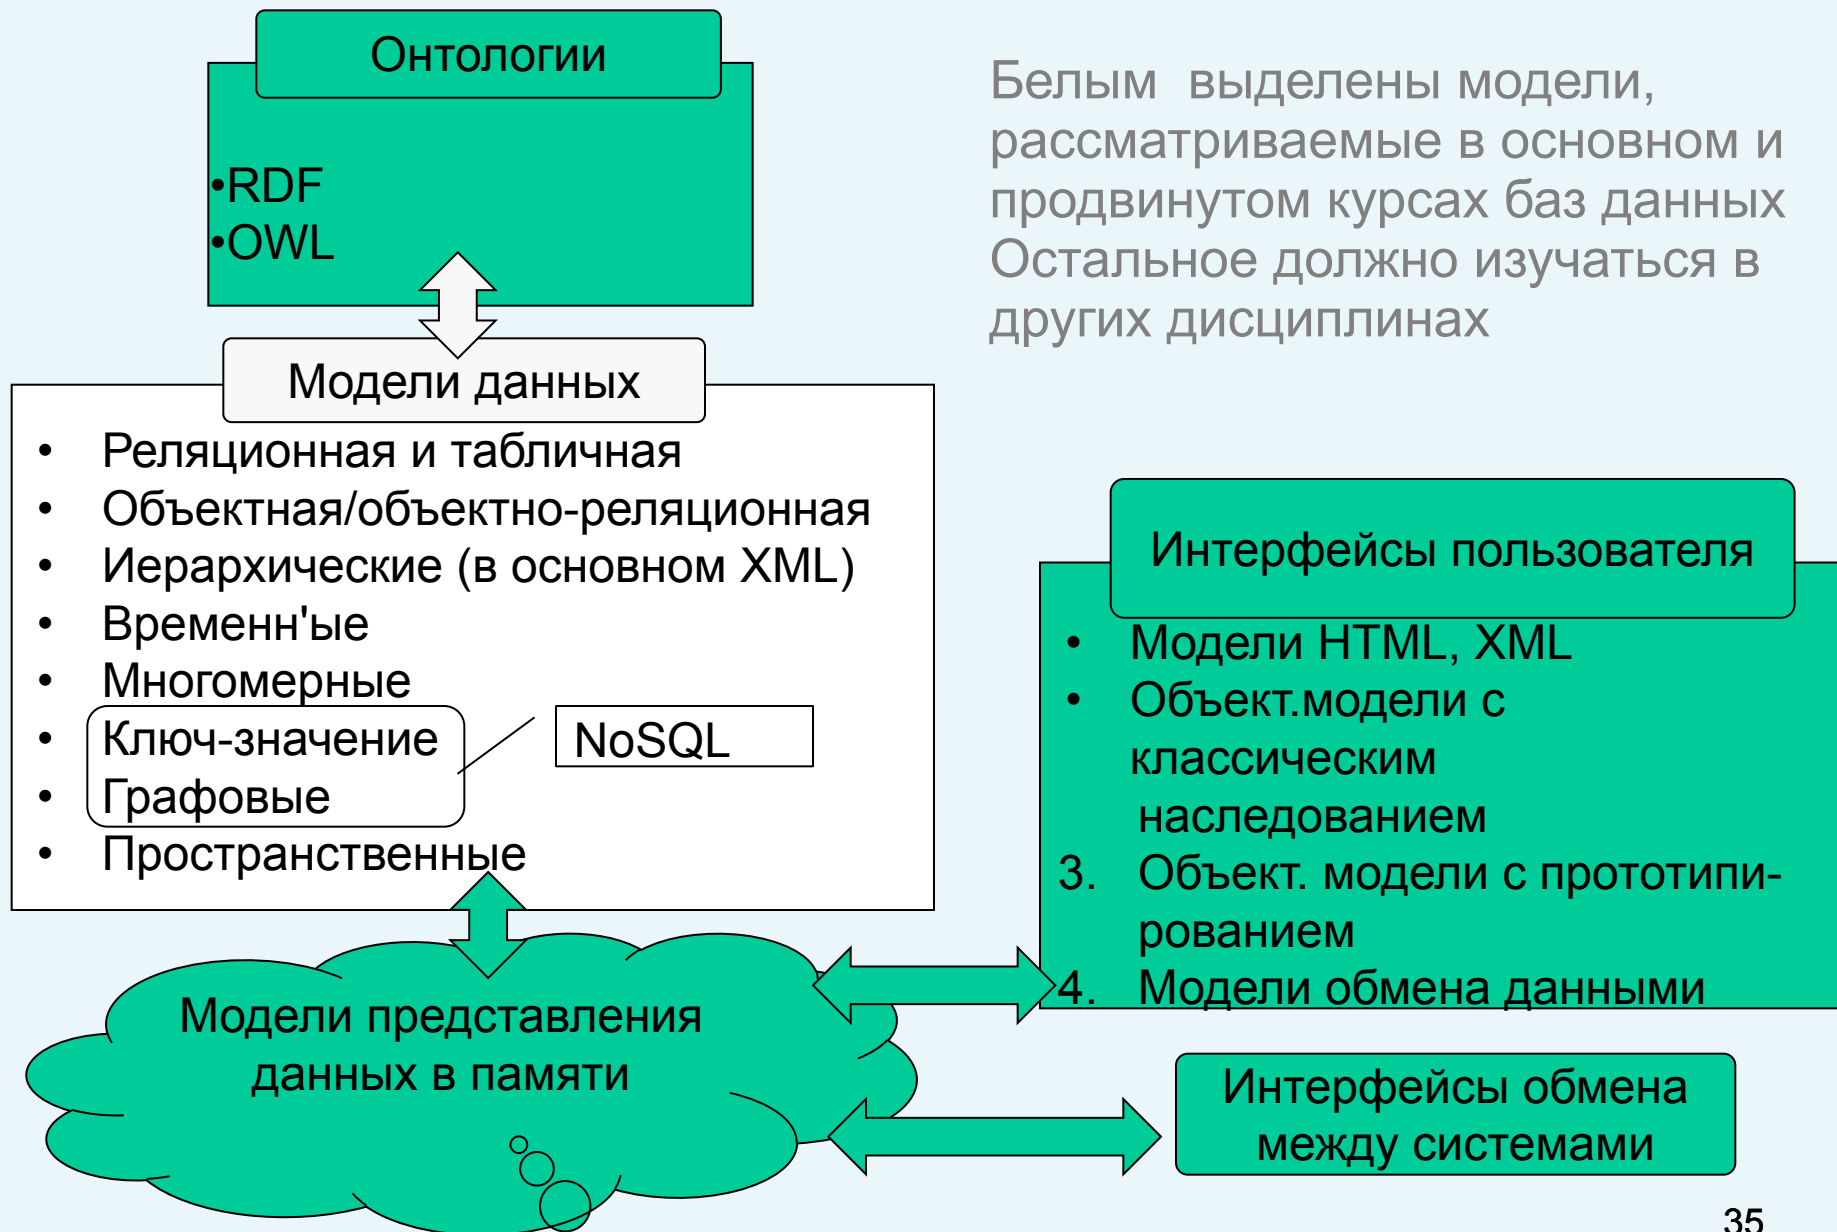 Онтологии
•RDF
•OWL
Белым выделены модели,
рассматриваемые в основном и
продвинутом курсах баз данных
Остальное должно изучаться в
других дисциплинах
Модели данных
• Реляционная и табличная
• Объектная/объектно-реляционная
• Иерархические (в основном XML)
• Временн'ые
• Многомерные
• Ключ-значение
• Графовые
• Пространственные
NoSQL
Интерфейсы пользователя
• Модели HTML, XML
• Объект.модели с
классическим
наследованием
3. Объект. модели с прототипи-
рованием
4. Модели обмена данными
Модели представления
данных в памяти
Интерфейсы обмена
между системами
35